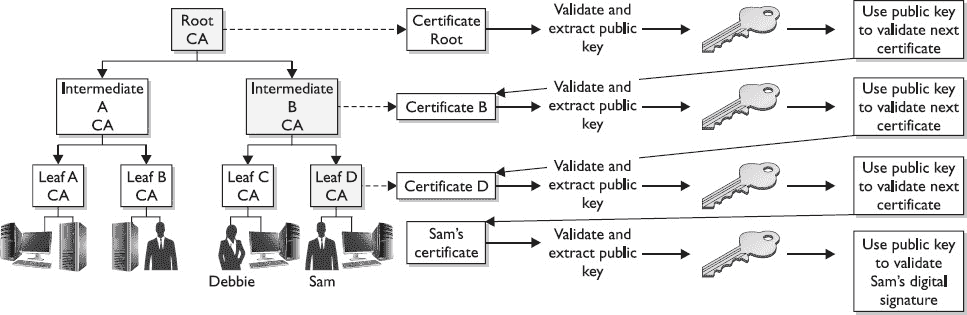 Root
CA
Certificate
Root
Validate and
extract public
key
Use public key
to validate next
certificate
Intermediate
A
CA
Intermediate
B
CA
Certificate B
Validate and
extract public
key
Use public key
to validate next
certificate
Leaf A
CA
Leaf B
CA
Leaf C
CA
Leaf D
CA
Certificate D
Validate and
extract public
key
Use public key
to validate next
certificate
Debbie
Sam
Sam's
certificate
Validate and
extract public
key
Use public key
to validate
Sam's digital
signature